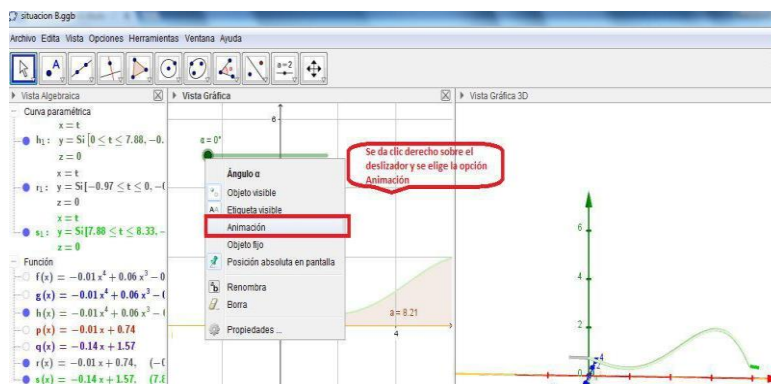 situacion B.ggb
Archivo Edita Vista Opciones Herramientas Ventana Ayuda
a=2
Vista Algebraica
Vista Gráfica
Vista Gráfica 3D
Curva paramétrica
x = t
h₁: y = Si[0 ≤ t ≤ 7.88, −0.
z = 0
x = t
r₁: y = Si[−0.97 ≤ t ≤ 0, −(
z = 0
x = t
s₁: y = Si[7.88 ≤ t ≤ 8.33, −
z = 0
Función
f(x) = −0.01 x⁴ + 0.06 x³ − 0
g(x) = −0.01 x⁴ + 0.06 x³ − (
h(x) = −0.01 x⁴ + 0.06 x³ − (
p(x) = −0.01 x + 0.74
q(x) = −0.14 x + 1.57
r(x) = −0.01 x + 0.74, (−(
s(x) = −0.14 x + 1.57, (7.8
6
α = 0°
Ángulo α
Objeto visible
Etiqueta visible
Animación
Objeto fijo
Posición absoluta en pantalla
Renombra
Borra
Propiedades ...
Se da clic derecho sobre el
deslizador y se elige la opción
Animación
a = 8.21
4
6
4
2
0
4